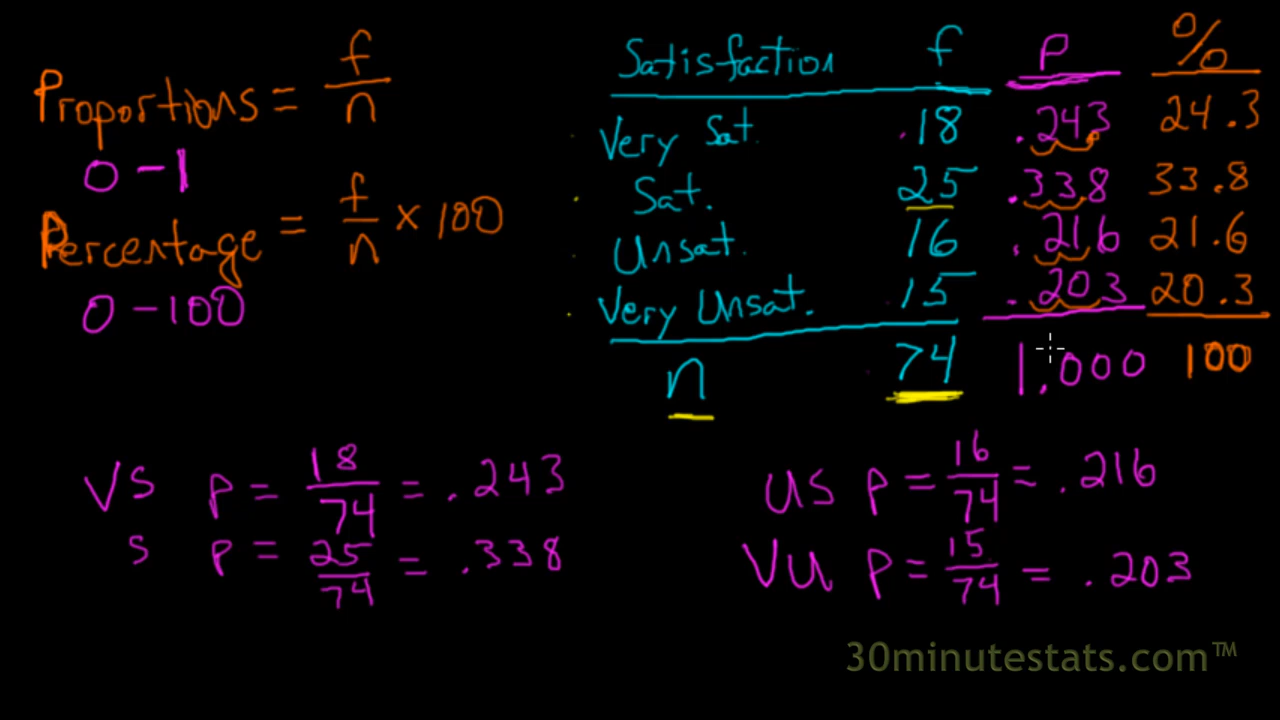 Proportions = f/n
0 - 1
Percentage = f/n × 100
0 - 100
Satisfaction f P %
Very Sat. 18 .243 24.3
Sat. 25 .338 33.8
Unsat. 16 .216 21.6
Very Unsat. 15 .203 20.3
n 74 1.000 100
VS P = 18/74 = .243
S P = 25/74 = .338
US P = 16/74 = .216
VU P = 15/74 = .203
30minutestats.com™